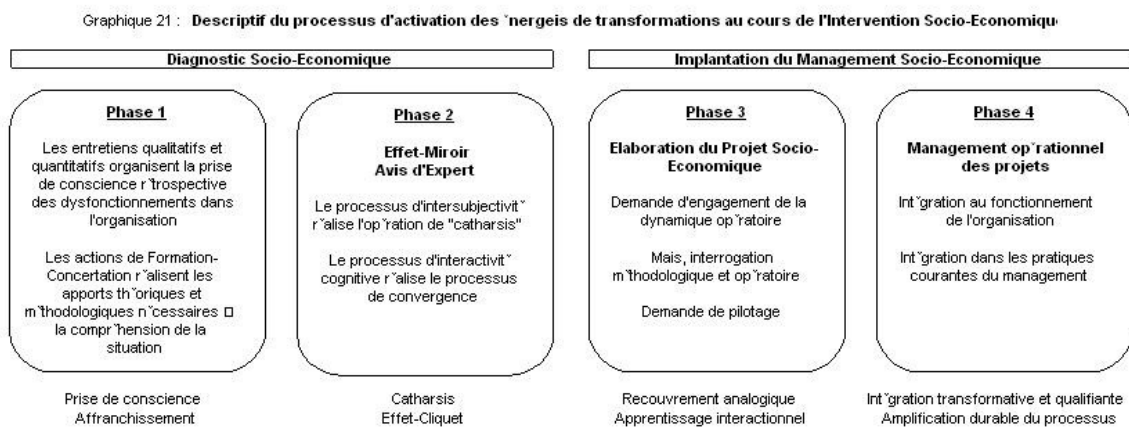 Graphique 21 : Descriptif du processus d'activation des ˇnergeis de transformations au cours de l'Intervention Socio-Economique
Diagnostic Socio-Economique
Implantation du Management Socio-Economique
Phase 1
Les entretiens qualitatifs et
quantitatifs organisent la prise
de conscience rˇtrospective
des dysfonctionnements dans
l'organisation
Les actions de Formation-
Concertation rˇalisent les
apports thˇoriques et
mˇthodologiques nˇcessaires □
la comprˇhension de la
situation
Prise de conscience
Affranchissement
Phase 2
Effet-Miroir
Avis d'Expert
Le processus d'intersubjectivitˇ
rˇalise l'opˇration de "catharsis"
Le processus d'interactivitˇ
cognitive rˇalise le processus
de convergence
Catharsis
Effet-Cliquet
Phase 3
Elaboration du Projet Socio-
Economique
Demande d'engagement de la
dynamique opˇratoire
Mais, interrogation
mˇthodologique et opˇratoire
Demande de pilotage
Recouvrement analogique
Apprentissage interactionnel
Phase 4
Management opˇrationnel
des projets
Intˇgration au fonctionnement
de l'organisation
Intˇgration dans les pratiques
courantes du management
Intˇgration transformative et qualifiante
Amplification durable du processus